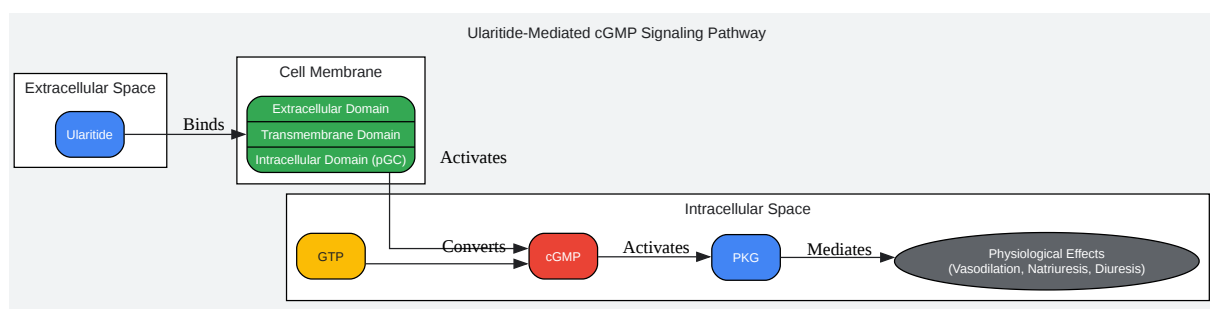 Ularitide-Mediated cGMP Signaling Pathway
Extracellular Space
Ularitide
Binds
Cell Membrane
Extracellular Domain
Transmembrane Domain
Intracellular Domain (pGC)
Activates
Intracellular Space
GTP
Converts
cGMP
Activates
PKG
Mediates
Physiological Effects
(Vasodilation, Natriuresis, Diuresis)